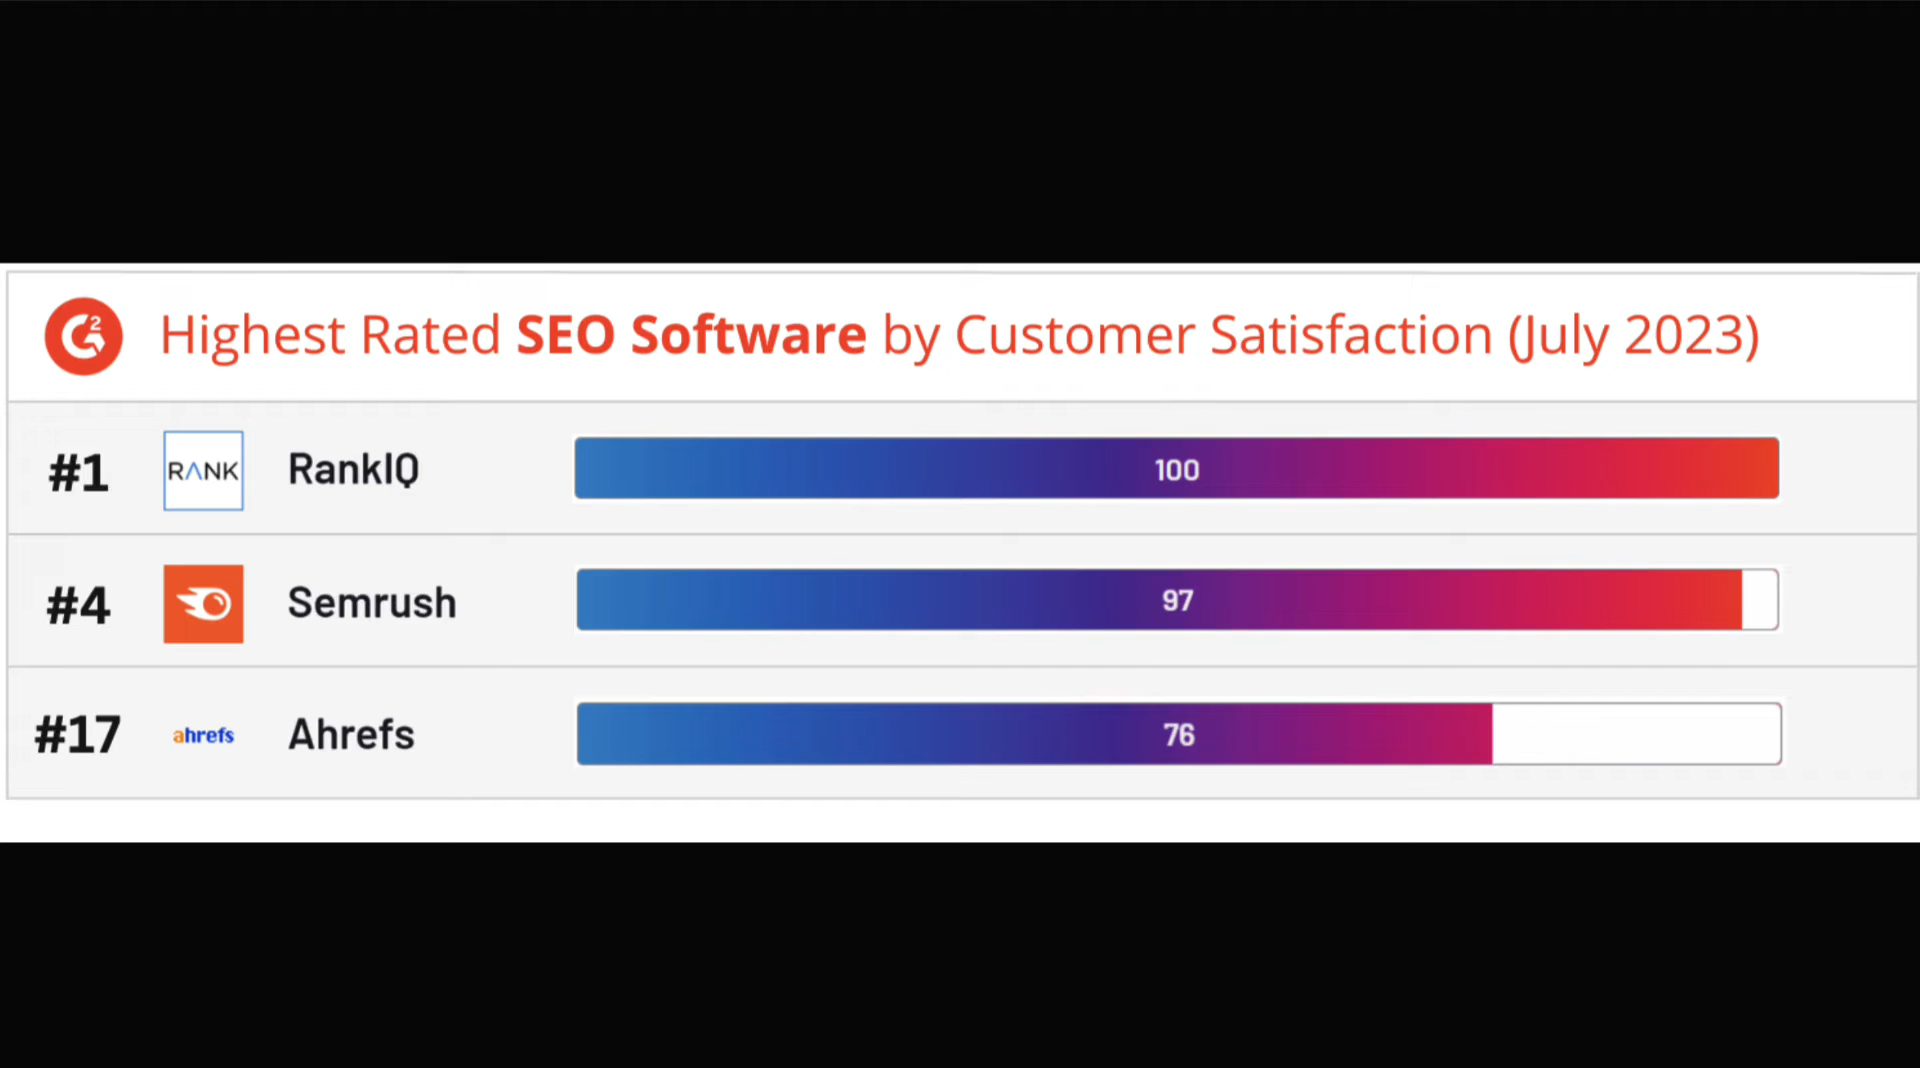 G2
Highest Rated SEO Software by Customer Satisfaction (July 2023)
#1 RANK RankIQ 100
#4 Semrush 97
#17 ahrefs Ahrefs 76